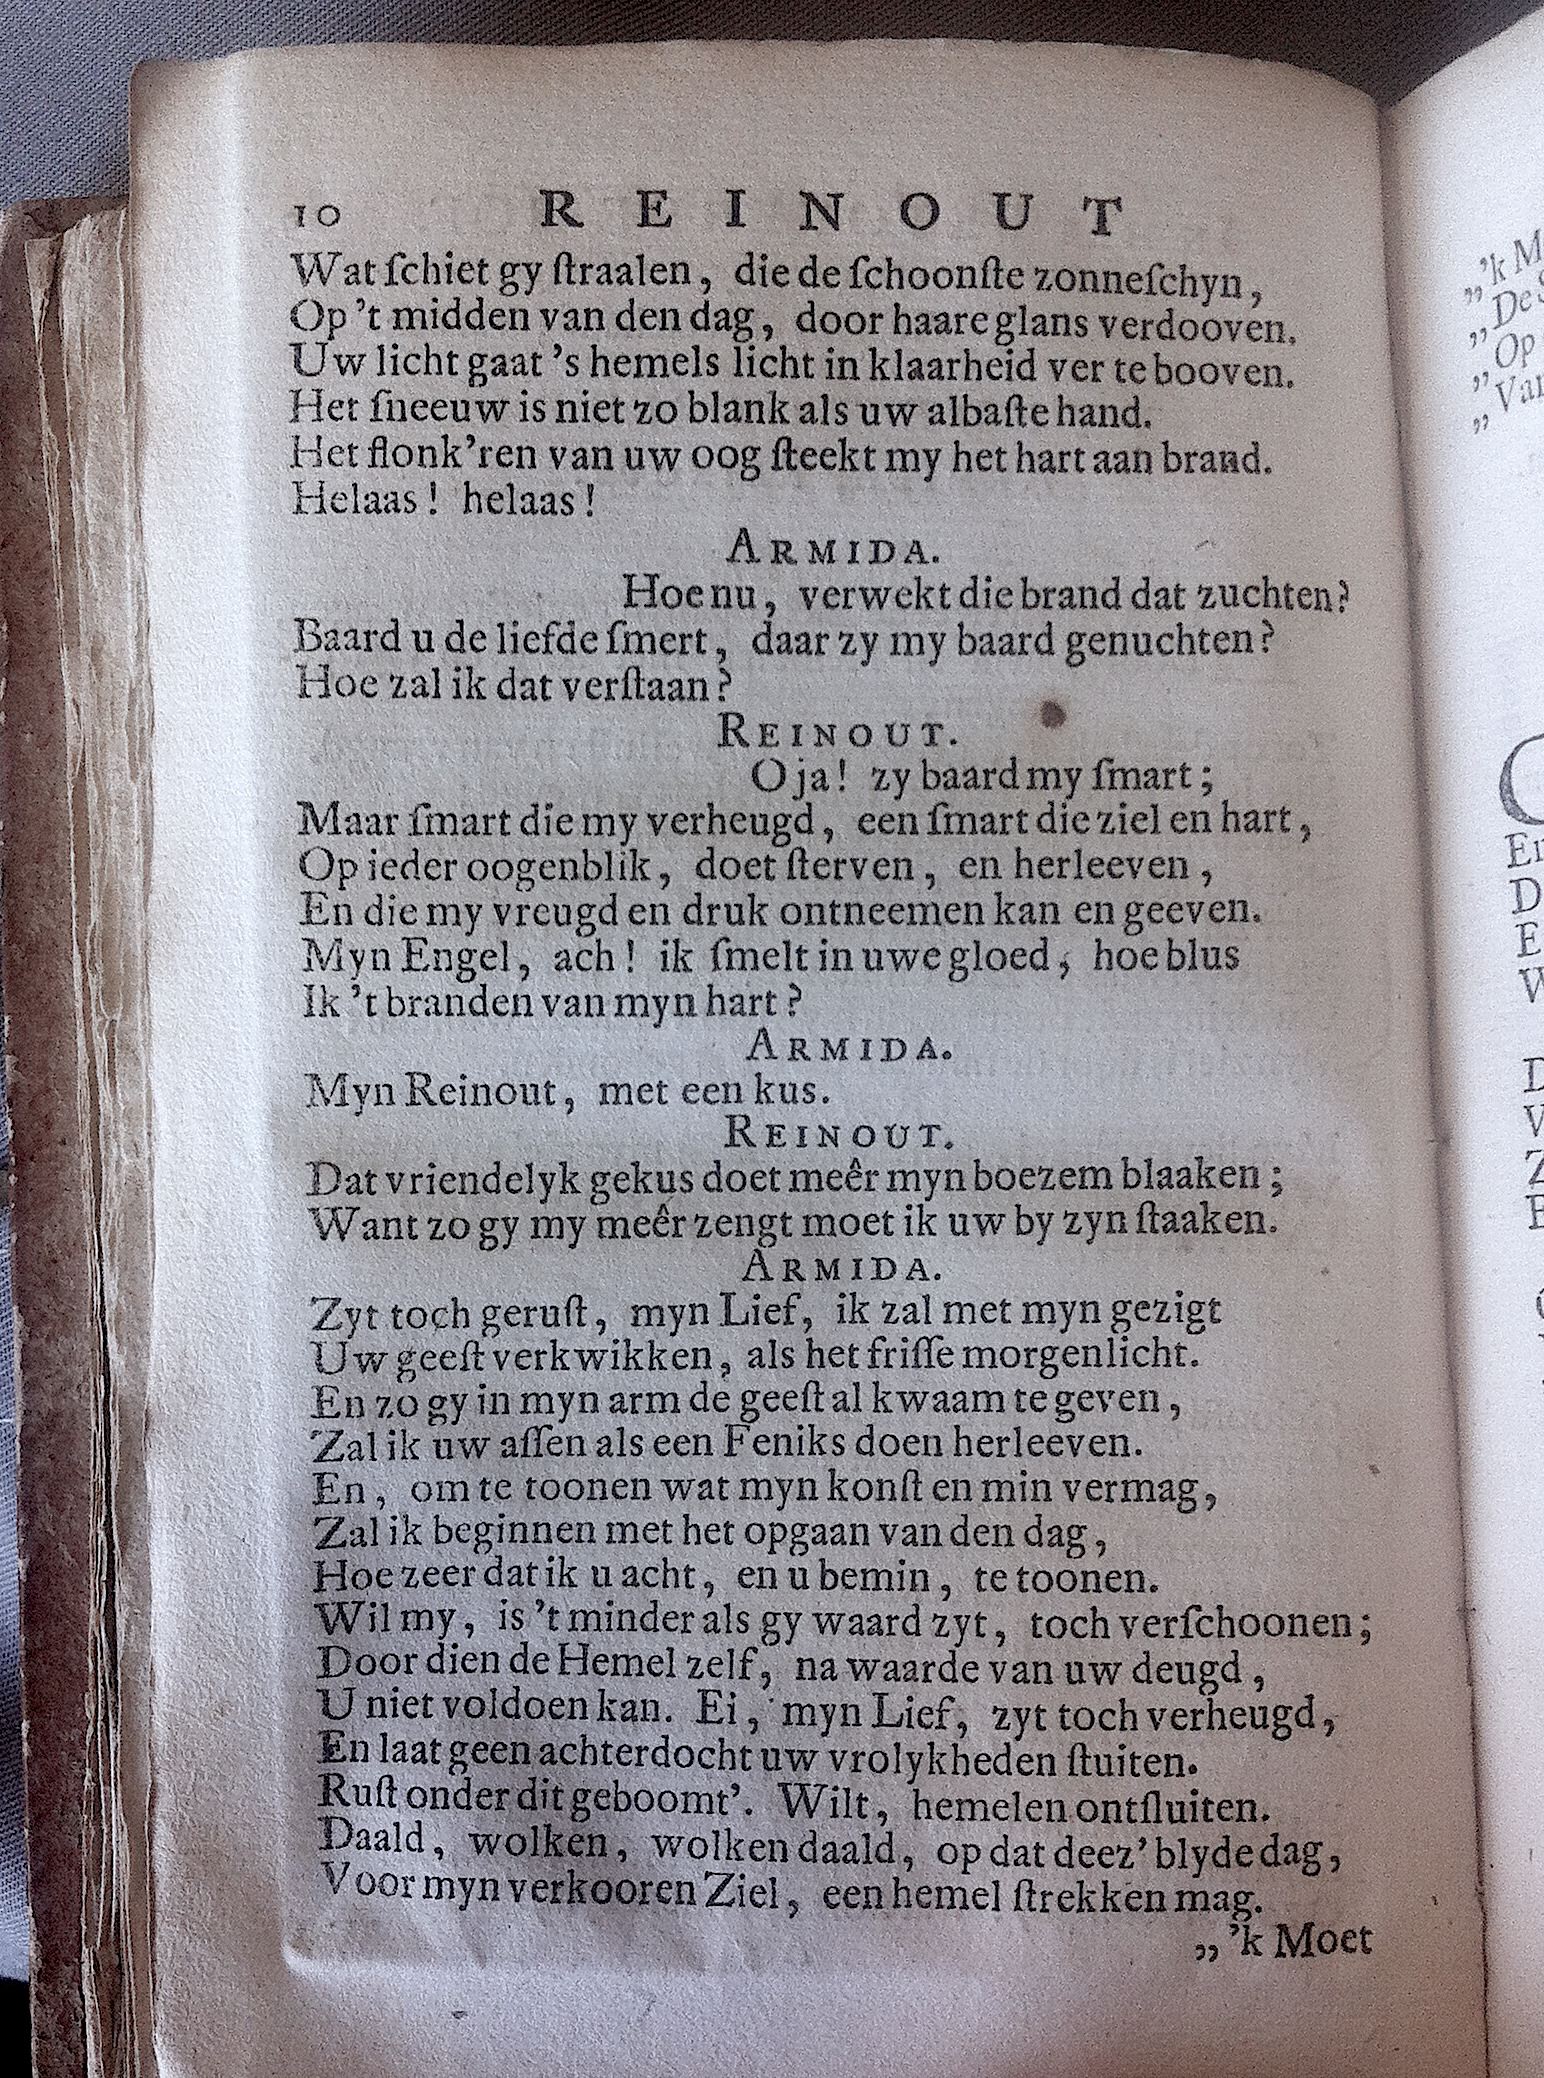 10 REINOUT
Wat ſchiet gy ſtraalen, die de ſchoonſte zonneſchyn,
Op 't midden van den dag, door haare glans verdooven.
Uw licht gaat 's hemels licht in klaarheid ver te booven.
Het ſneeuw is niet zo blank als uw albaſte hand.
Het flonk'ren van uw oog ſteekt my het hart aan brand.
Helaas! helaas!
ARMIDA.
Hoe nu, verwekt die brand dat zuchten?
Baard u de liefde ſmert, daar zy my baard genuchten?
Hoe zal ik dat verſtaan?
REINOUT.
O ja! zy baard my ſmart;
Maar ſmart die my verheugd, een ſmart die ziel en hart,
Op ieder oogenblik, doet ſterven, en herleeven,
En die my vreugd en druk ontneemen kan en geeven.
Myn Engel, ach! ik ſmelt in uwe gloed, hoe blus
Ik 't branden van myn hart?
ARMIDA.
Myn Reinout, met een kus.
REINOUT.
Dat vriendelyk gekus doet meêr myn boezem blaaken;
Want zo gy my meêr zengt moet ik uw by zyn ſtaaken.
ARMIDA.
Zyt toch geruſt, myn Lief, ik zal met myn gezigt
Uw geeſt verkwikken, als het friſſe morgenlicht.
En zo gy in myn arm de geeſt al kwaam te geven,
Zal ik uw aſſen als een Feniks doen herleeven.
En, om te toonen wat myn konſt en min vermag,
Zal ik beginnen met het opgaan van den dag,
Hoe zeer dat ik u acht, en u bemin, te toonen.
Wil my, is 't minder als gy waard zyt, toch verſchoonen;
Door dien de Hemel zelf, na waarde van uw deugd,
U niet voldoen kan. Ei, myn Lief, zyt toch verheugd,
En laat geen achterdocht uw vrolykheden ſtuiten.
Ruſt onder dit geboomt'. Wilt, hemelen ontſluiten.
Daald, wolken, wolken daald, op dat deez' blyde dag,
Voor myn verkooren Ziel, een hemel ſtrekken mag.
„ 'k Moet
„ 'k M
„ De
„ Op
„ Van